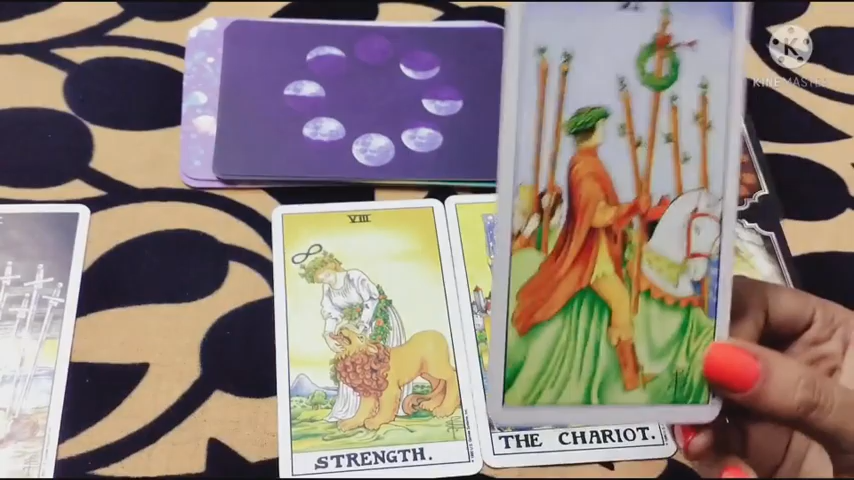 K
KINEMASTER
VIII
STRENGTH.
THE CHARIOT.